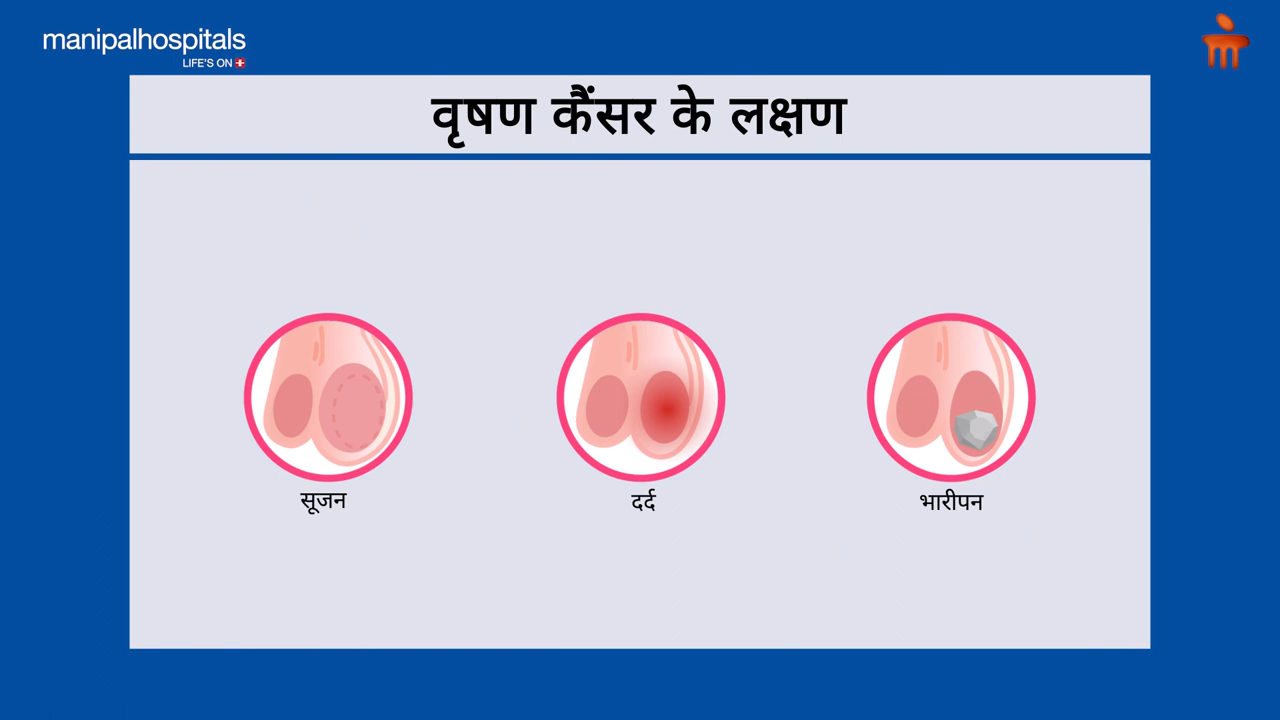 manipalhospitals
LIFE'S ON
वृषण कैंसर के लक्षण
सूजन
दर्द
भारीपन